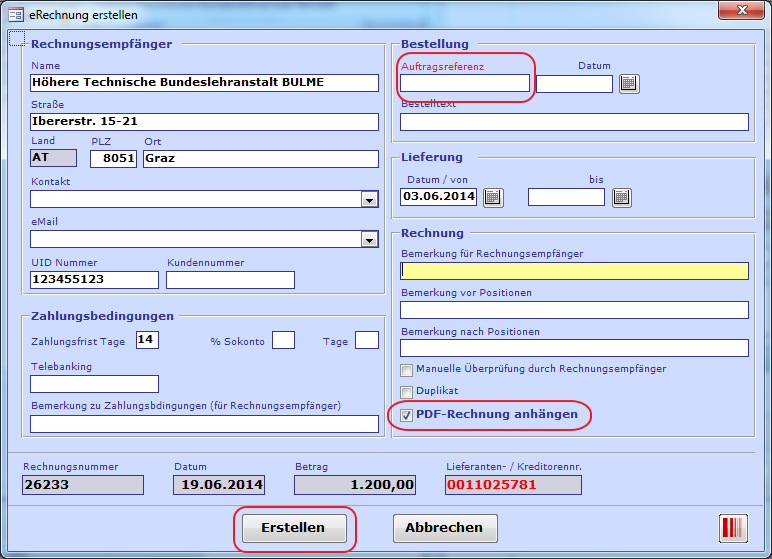 eRechnung erstellen
Rechnungsempfänger
Name
Höhere Technische Bundeslehranstalt BULME
Straße
Ibererstr. 15-21
Land PLZ Ort
AT 8051 Graz
Kontakt
eMail
UID Nummer Kundennummer
123455123
Zahlungsbedingungen
Zahlungsfrist Tage 14 % Sokonto Tage
Telebanking
Bemerkung zu Zahlungsbdingungen (für Rechnungsempfänger)
Bestellung
Auftragsreferenz Datum
Bestelltext
Lieferung
Datum / von bis
03.06.2014
Rechnung
Bemerkung für Rechnungsempfänger
Bemerkung vor Positionen
Bemerkung nach Positionen
Manuelle Überprüfung durch Rechnungsempfänger
Duplikat
PDF-Rechnung anhängen
Rechnungsnummer Datum Betrag Lieferanten- / Kreditorennr.
26233 19.06.2014 1.200,00 0011025781
Erstellen Abbrechen